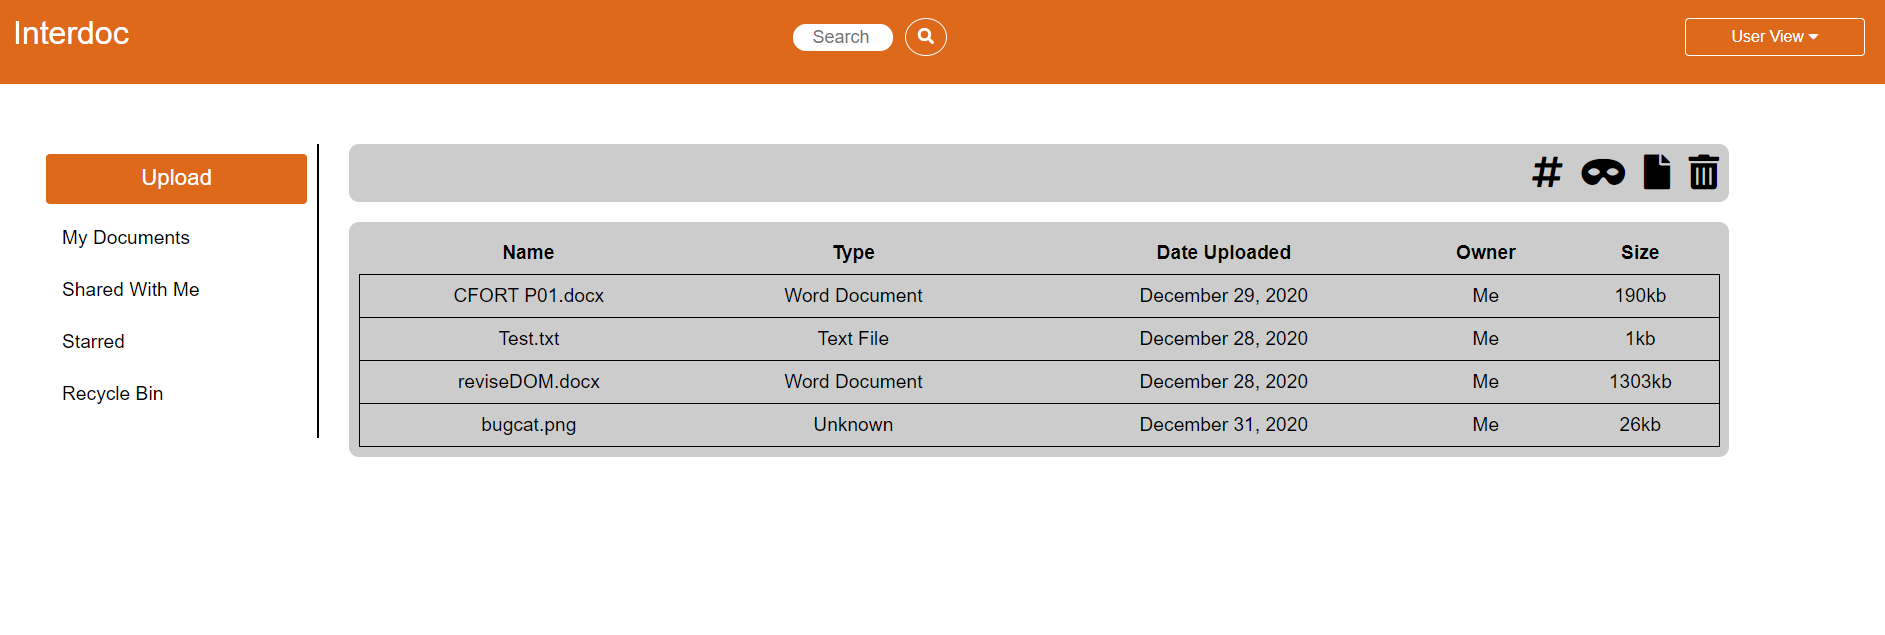 Interdoc
Search
User View
Upload
My Documents
Shared With Me
Starred
Recycle Bin
Name Type Date Uploaded Owner Size
CFORT P01.docx Word Document December 29, 2020 Me 190kb
Test.txt Text File December 28, 2020 Me 1kb
reviseDOM.docx Word Document December 28, 2020 Me 1303kb
bugcat.png Unknown December 31, 2020 Me 26kb